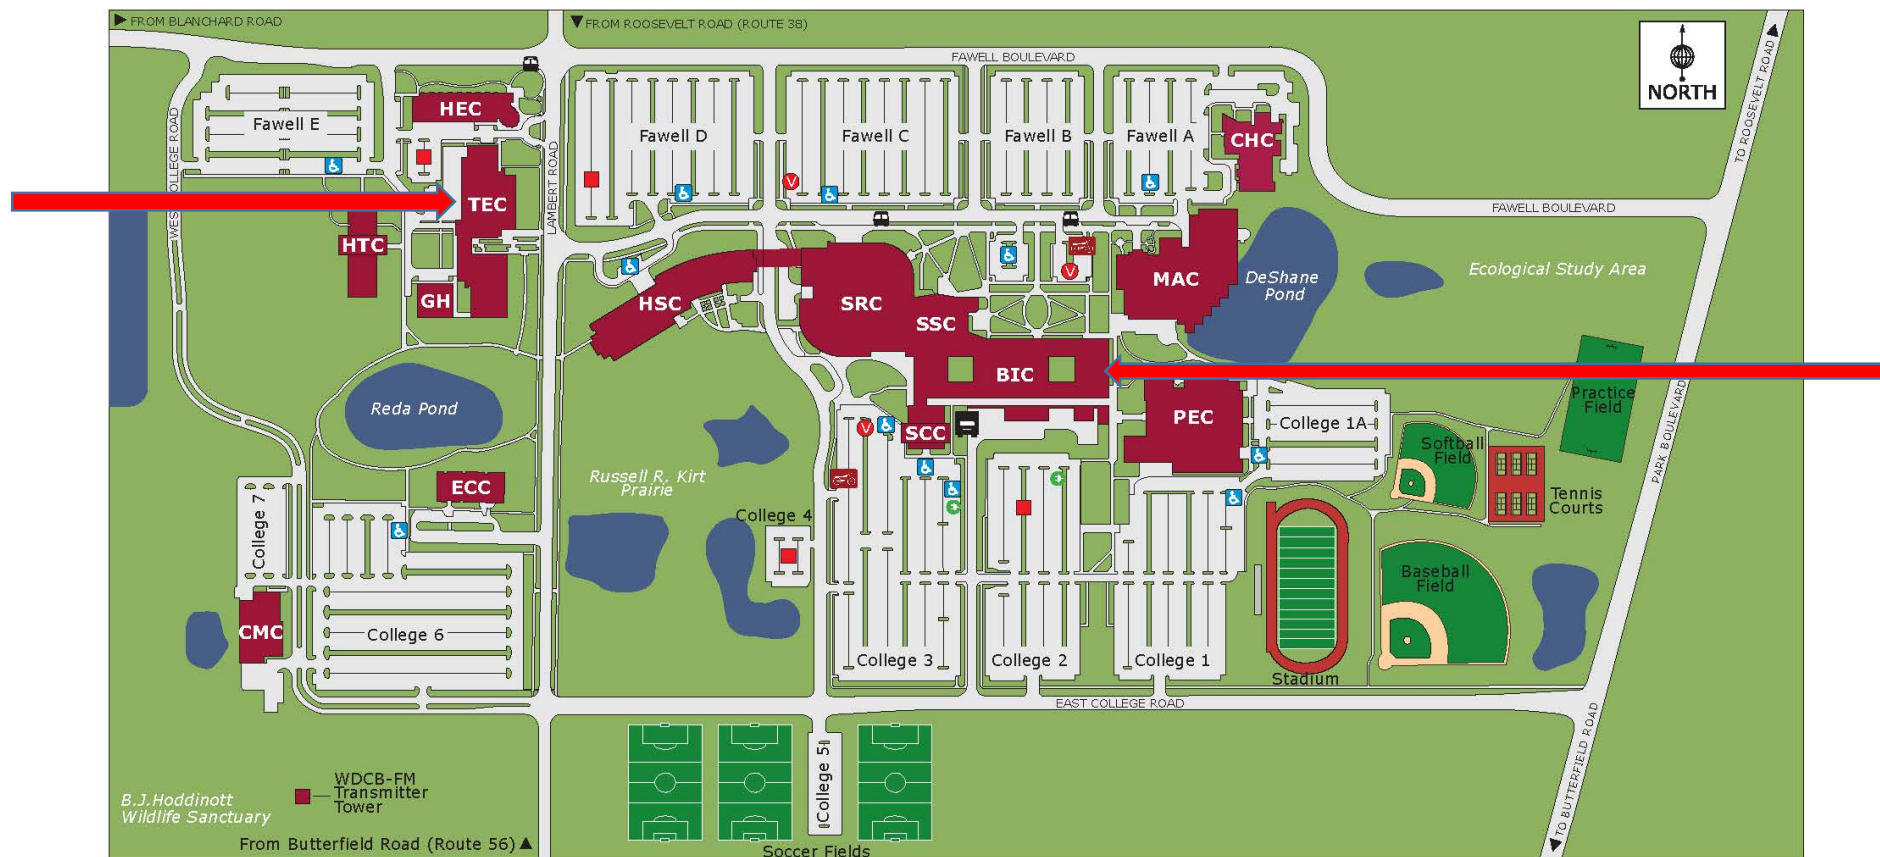 FROM BLANCHARD ROAD
FROM ROOSEVELT ROAD (ROUTE 38)
FAWELL BOULEVARD
NORTH
TO ROOSEVELT ROAD
HEC
Fawell E
Fawell D
Fawell C
Fawell B
Fawell A
CHC
WEST COLLEGE ROAD
LAMBERT ROAD
V
TEC
FAWELL BOULEVARD
HTC
V
MAC
DeShane
Pond
Ecological Study Area
GH
HSC
SRC
SSC
BIC
Reda Pond
PEC
College 1A
Practice
Field
PARK BOULEVARD
V
SCC
Softball
Field
Russell R. Kirt
Prairie
ECC
Tennis
Courts
College 7
College 4
Baseball
Field
CMC
College 6
College 3
College 2
College 1
Stadium
EAST COLLEGE ROAD
WDCB-FM
Transmitter
Tower
College 5
B.J.Hoddinott
Wildlife Sanctuary
From Butterfield Road (Route 56)
Soccer Fields
TO BUTTERFIELD ROAD